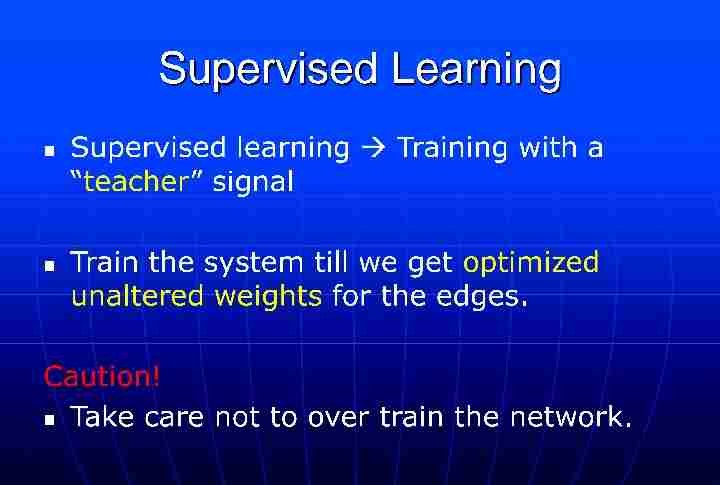 Supervised Learning
Supervised learning → Training with a
“teacher” signal
Train the system till we get optimized
unaltered weights for the edges.
Caution!
Take care not to over train the network.